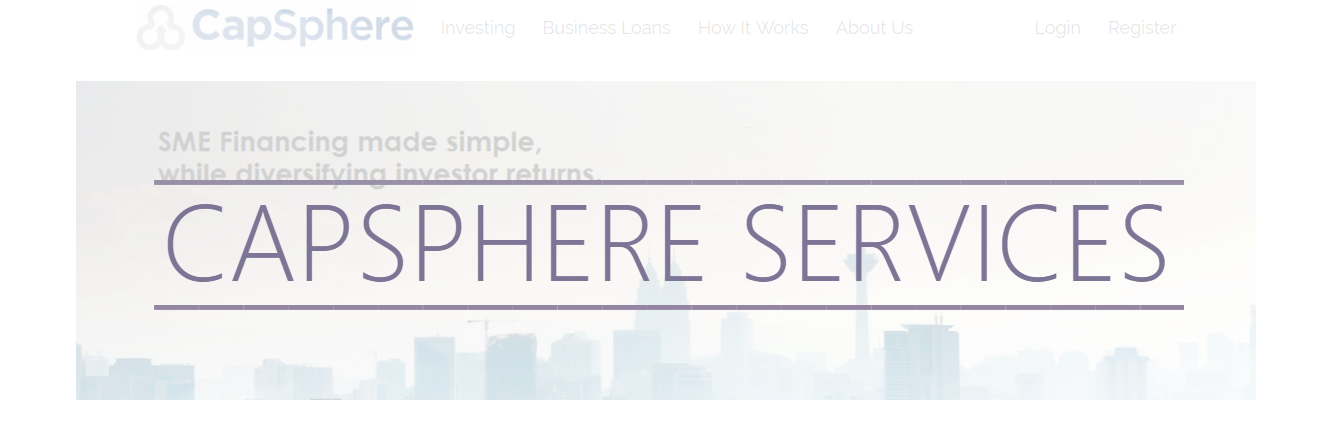 CapSphere Investing Business Loans How It Works About Us Login Register
SME Financing made simple,
while diversifying investor returns.
CAPSPHERE SERVICES